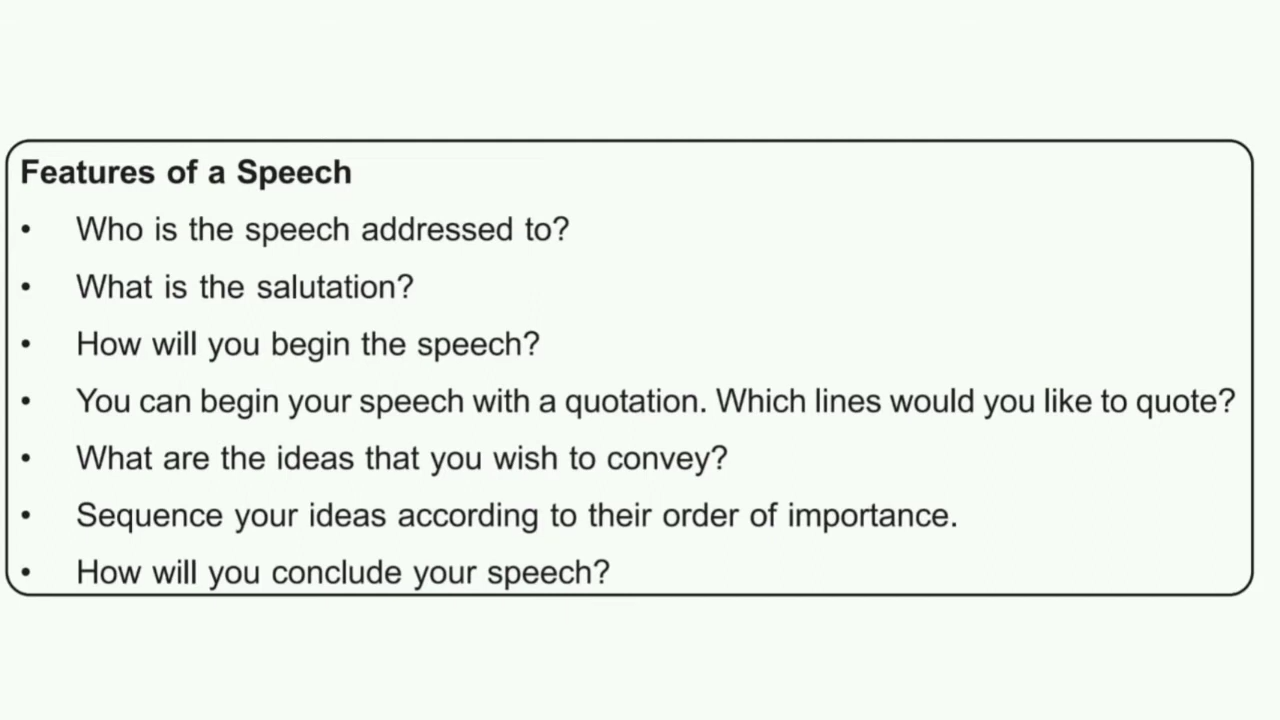 Features of a Speech
• Who is the speech addressed to?
• What is the salutation?
• How will you begin the speech?
• You can begin your speech with a quotation. Which lines would you like to quote?
• What are the ideas that you wish to convey?
• Sequence your ideas according to their order of importance.
• How will you conclude your speech?